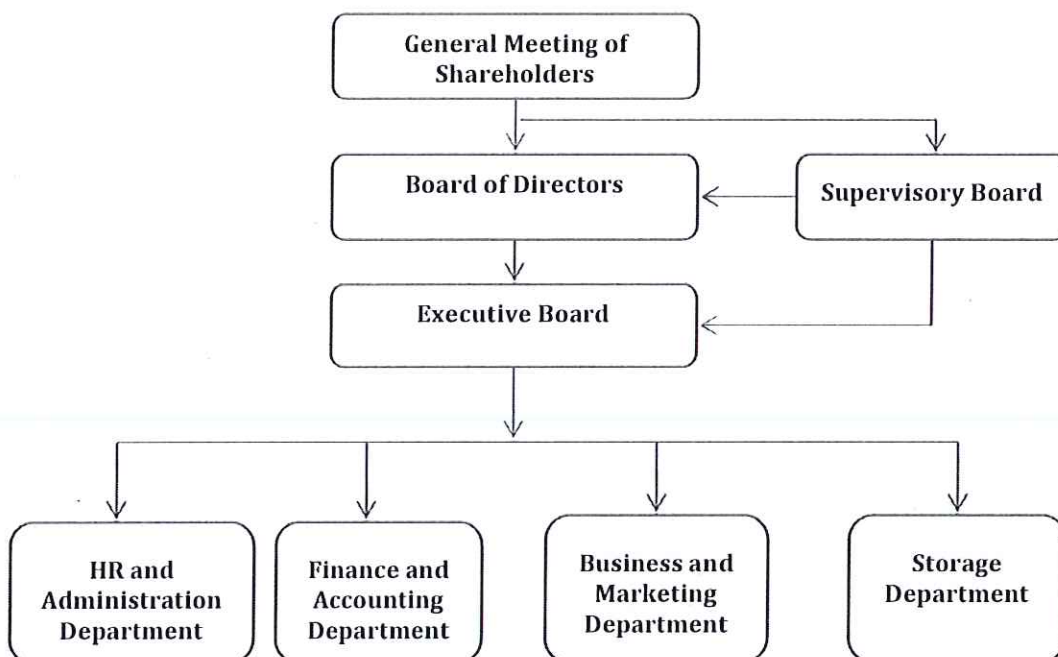 General Meeting of
Shareholders
Board of Directors
Supervisory Board
Executive Board
HR and
Administration
Department
Finance and
Accounting
Department
Business and
Marketing
Department
Storage
Department